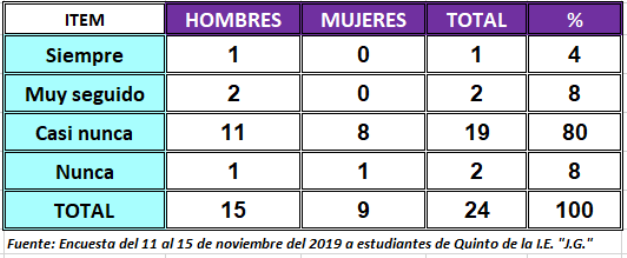 ITEM HOMBRES MUJERES TOTAL %
Siempre 1 0 1 4
Muy seguido 2 0 2 8
Casi nunca 11 8 19 80
Nunca 1 1 2 8
TOTAL 15 9 24 100
Fuente: Encuesta del 11 al 15 de noviembre del 2019 a estudiantes de Quinto de la I.E. "J.G."